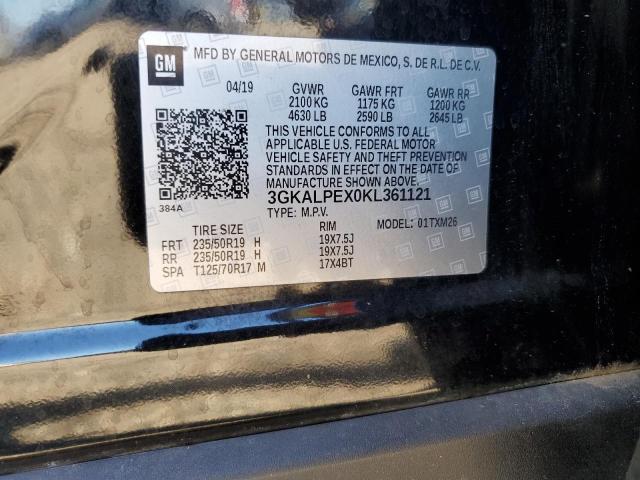 GM
MFD BY GENERAL MOTORS DE MEXICO, S. DE R.L. DE C.V.
04/19 GVWR GAWR FRT GAWR RR
2100 KG 1175 KG 1200 KG
4630 LB 2590 LB 2645 LB
THIS VEHICLE CONFORMS TO ALL
APPLICABLE U.S. FEDERAL MOTOR
VEHICLE SAFETY AND THEFT PREVENTION
STANDARDS IN EFFECT ON THE DATE OF
MANUFACTURE SHOWN ABOVE.
384A
3GKALPEX0KL361121
TYPE: M.P.V. MODEL: 01TXM26
TIRE SIZE RIM
FRT 235/50R19 H 19X7.5J
RR 235/50R19 H 19X7.5J
SPA T125/70R17 M 17X4BT